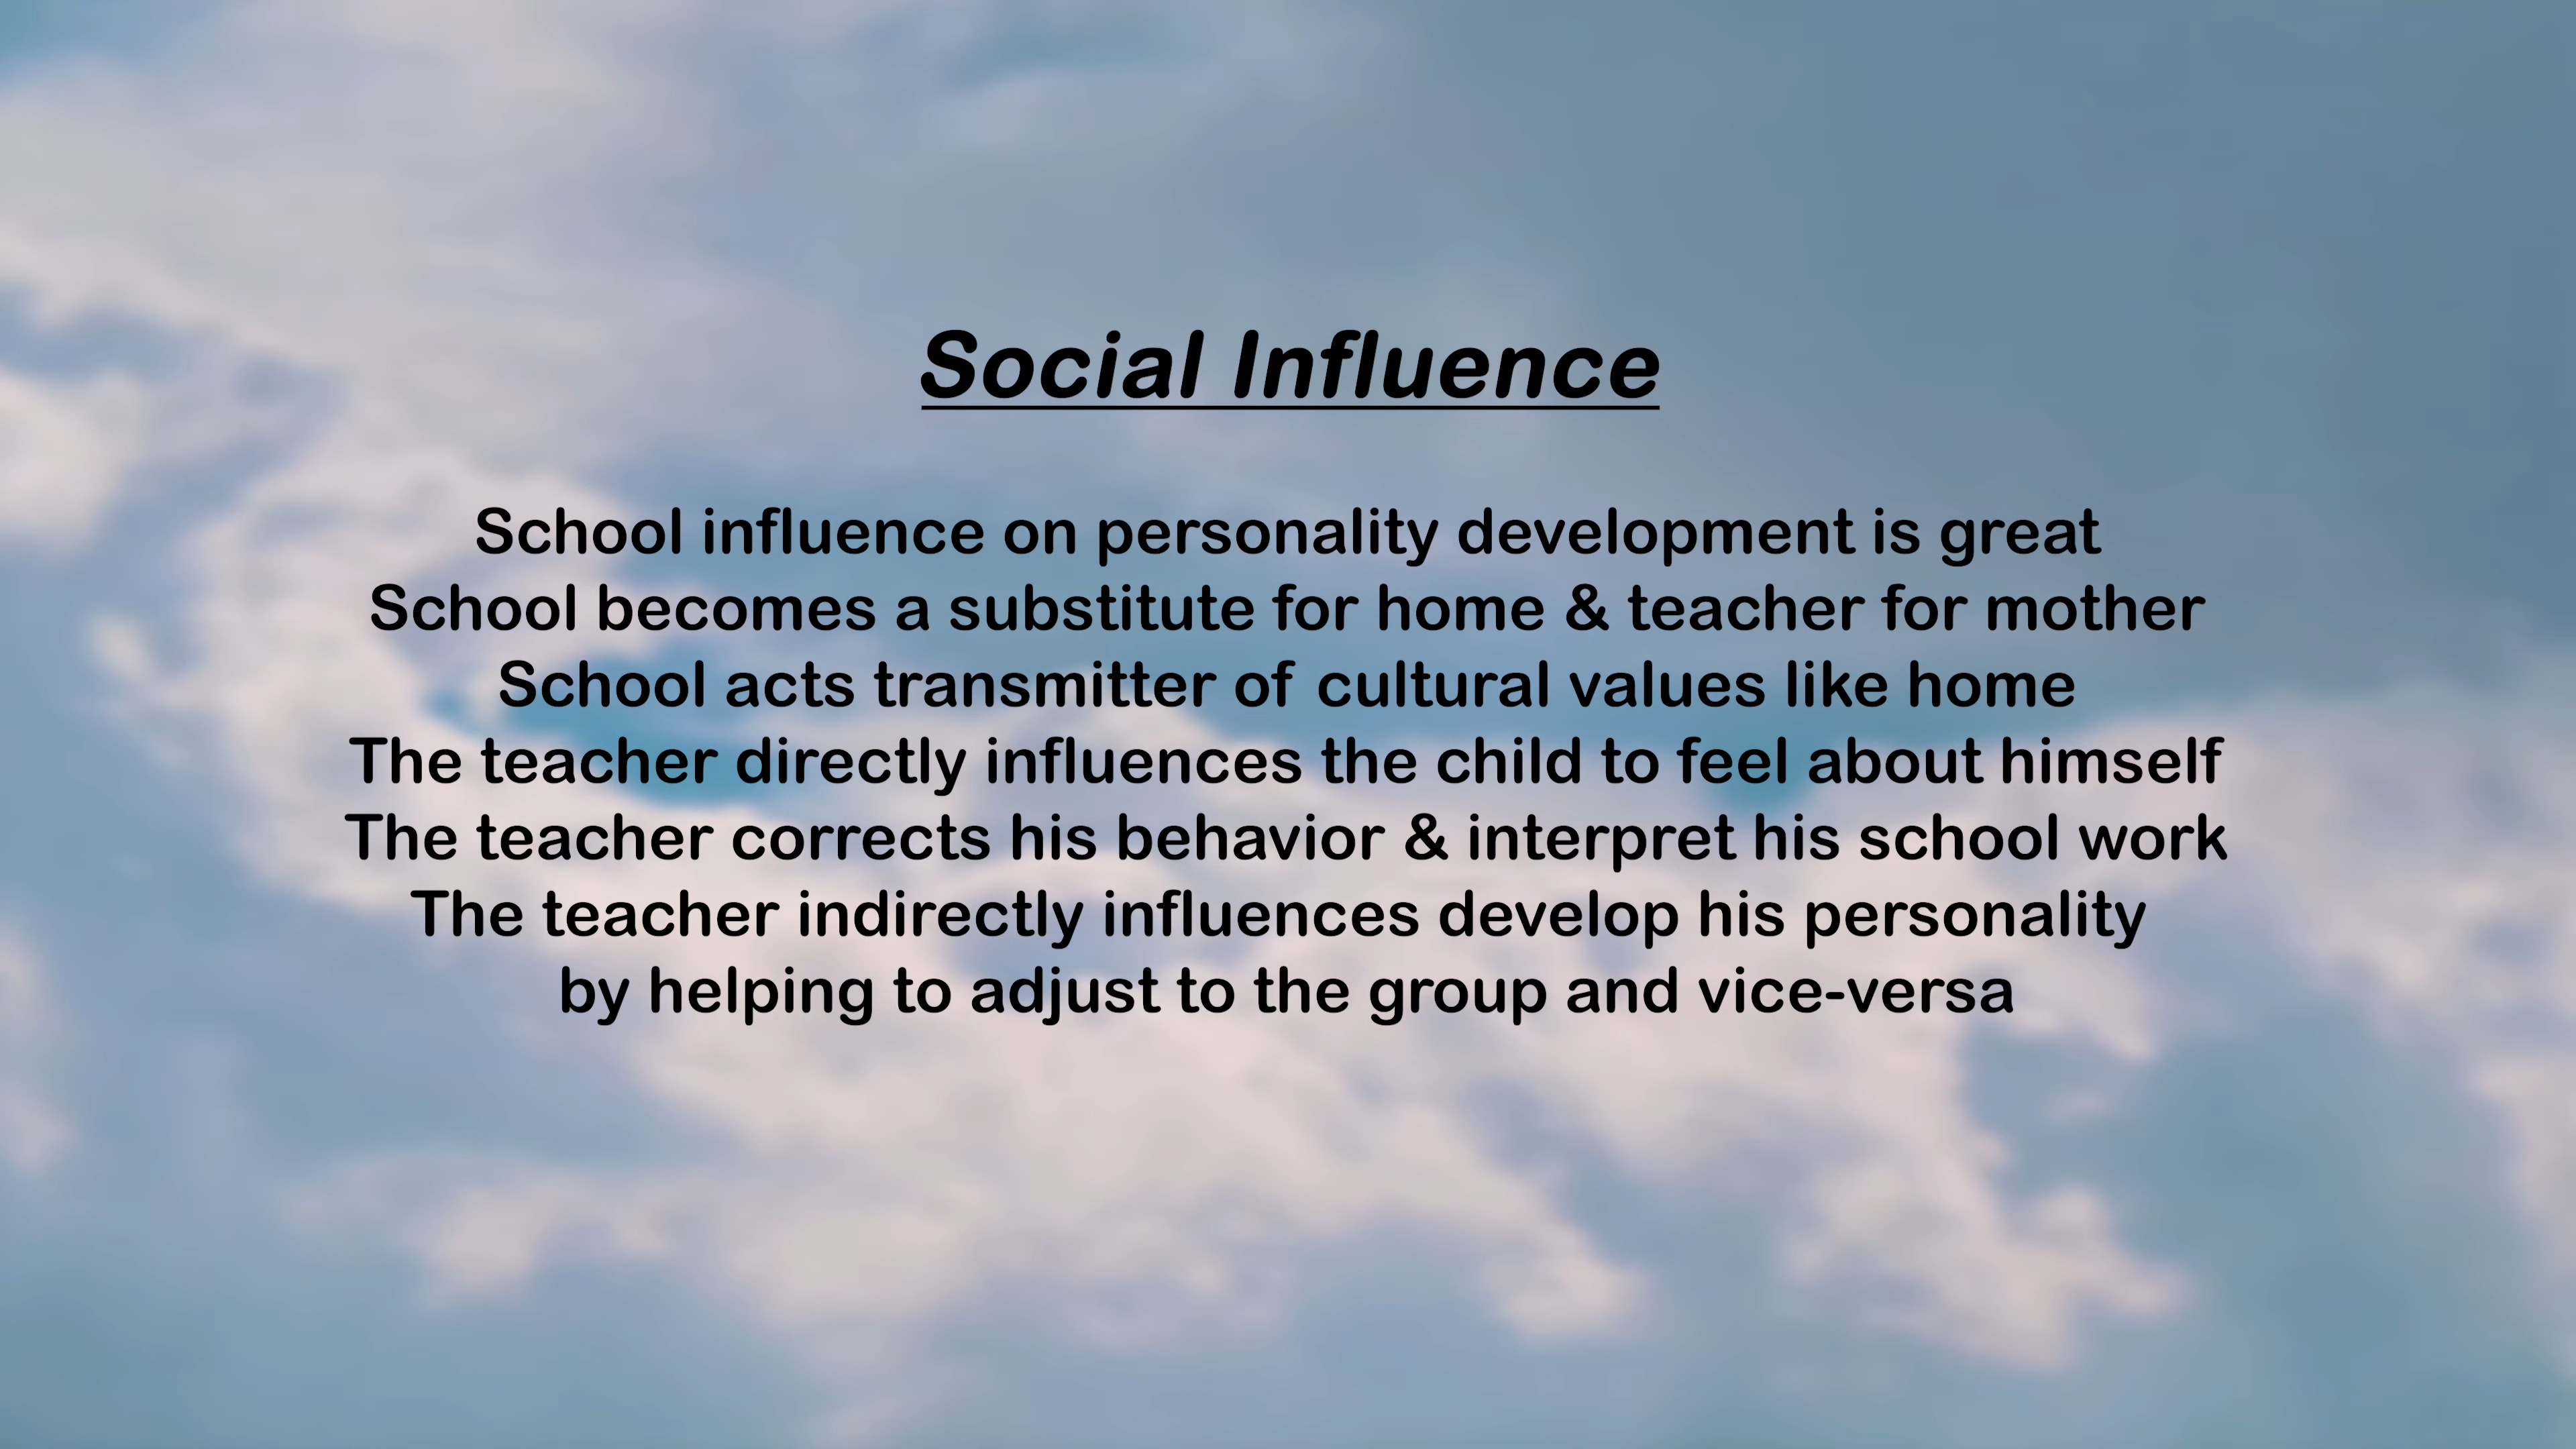 Social Influence
School influence on personality development is great
School becomes a substitute for home & teacher for mother
School acts transmitter of cultural values like home
The teacher directly influences the child to feel about himself
The teacher corrects his behavior & interpret his school work
The teacher indirectly influences develop his personality
by helping to adjust to the group and vice-versa